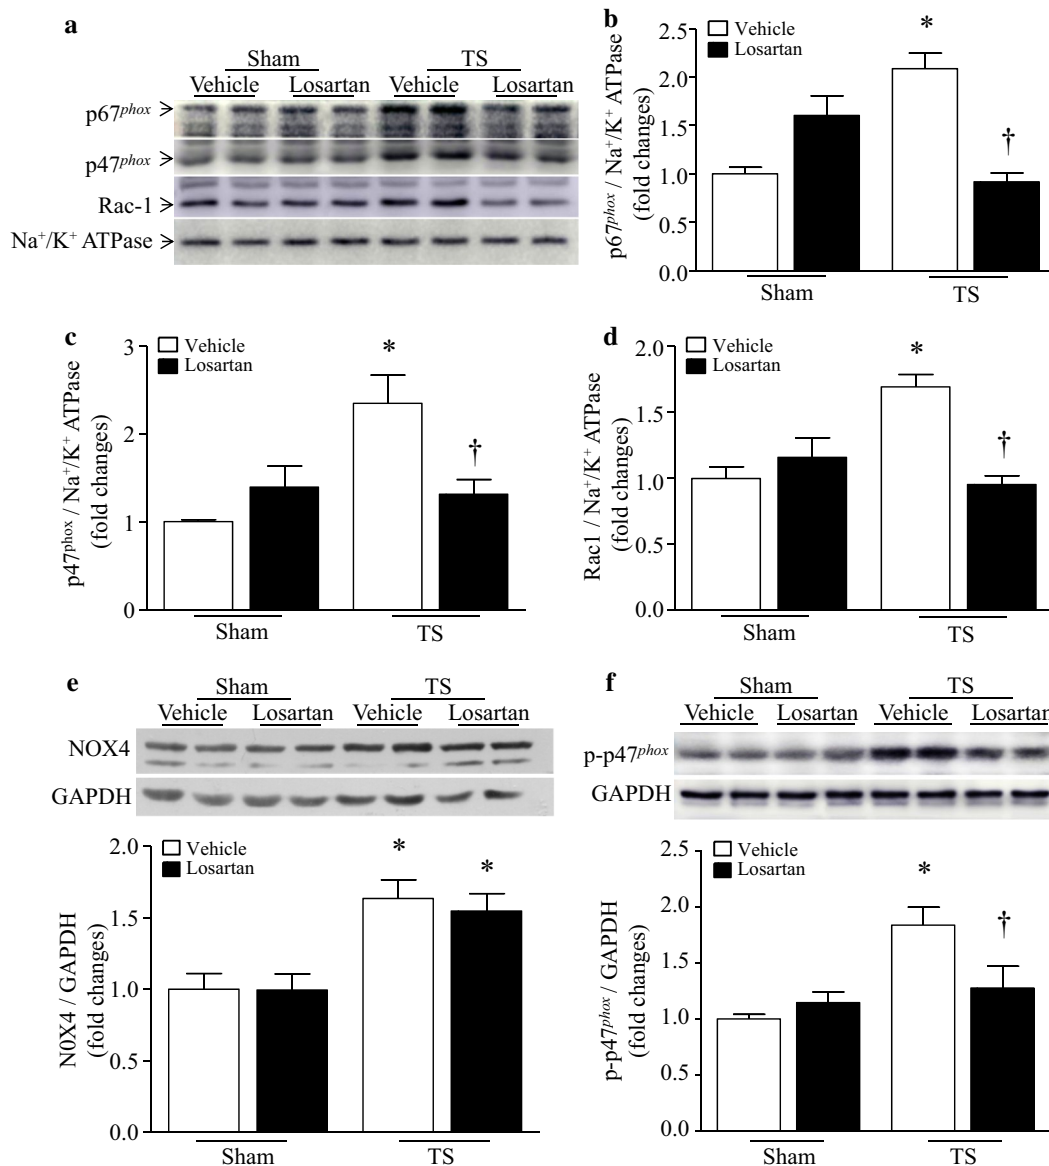 a
Sham TS
Vehicle Losartan Vehicle Losartan
p67phox
p47phox
Rac-1
Na+/K+ ATPase
b
Vehicle
Losartan
p67phox / Na+/K+ ATPase
(fold changes)
2.5
2.0
1.5
1.0
0.5
0.0
*
†
Sham TS
c
Vehicle
Losartan
p47phox / Na+/K+ ATPase
(fold changes)
3
2
1
0
*
†
Sham TS
d
Vehicle
Losartan
Rac1 / Na+/K+ ATPase
(fold changes)
2.0
1.5
1.0
0.5
0.0
*
†
Sham TS
e
Sham TS
Vehicle Losartan Vehicle Losartan
NOX4
GAPDH
Vehicle
Losartan
N0X4 / GAPDH
(fold changes)
2.0
1.5
1.0
0.5
0.0
*
*
Sham TS
f
Sham TS
Vehicle Losartan Vehicle Losartan
p-p47phox
GAPDH
Vehicle
Losartan
p-p47phox / GAPDH
(fold changes)
2.5
2.0
1.5
1.0
0.5
0.0
*
†
Sham TS